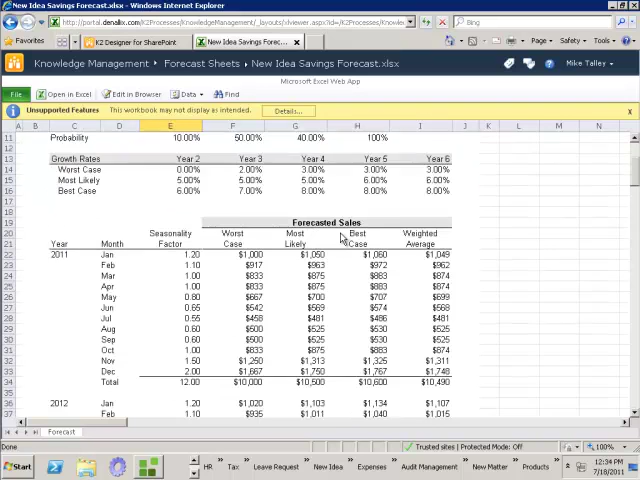 New Idea Savings Forecast.xlsx - Windows Internet Explorer
http://portal.denallix.com/K2Processes/KnowledgeManagement/_layouts/xlviewer.aspx?id=/K2Processes/KnowledgeManagement/Forec
Bing
Favorites K2 Designer for SharePoint New Idea Savings Forec... x Page Safety Tools
Knowledge Management Forecast Sheets New Idea Savings Forecast.xlsx Mike Talley
Microsoft Excel Web App
File Open in Excel Edit in Browser Data Find
Unsupported Features This workbook may not display as intended. Details... x
A B C D E F G H I J K L M N
11 Probability 10.00% 50.00% 40.00% 100%
12
13 Growth Rates Year 2 Year 3 Year 4 Year 5 Year 6
14 Worst Case 0.00% 2.00% 3.00% 3.00% 3.00%
15 Most Likely 5.00% 5.00% 5.00% 6.00% 6.00%
16 Best Case 6.00% 7.00% 8.00% 8.00% 8.00%
17
18
19 Forecasted Sales
20 Seasonality Worst Most Best Weighted
21 Year Month Factor Case Likely Case Average
22 2011 Jan 1.20 $1,000 $1,050 $1,060 $1,049
23 Feb 1.10 $917 $963 $972 $962
24 Mar 1.00 $833 $875 $883 $874
25 Apr 1.00 $833 $875 $883 $874
26 May 0.80 $667 $700 $707 $699
27 Jun 0.65 $542 $569 $574 $568
28 Jul 0.55 $458 $481 $486 $481
29 Aug 0.60 $500 $525 $530 $525
30 Sep 0.60 $500 $525 $530 $525
31 Oct 1.00 $833 $875 $883 $874
32 Nov 1.50 $1,250 $1,313 $1,325 $1,311
33 Dec 2.00 $1,667 $1,750 $1,767 $1,748
34 Total 12.00 $10,000 $10,500 $10,600 $10,490
35
36 2012 Jan 1.20 $1,020 $1,103 $1,134 $1,107
37 Feb 1.10 $935 $1,011 $1,040 $1,015
Forecast
Done Trusted sites | Protected Mode: Off 100%
Start HR Tax Leave Request New Idea Expenses Audit Management New Matter Products 12:34 PM
7/18/2011